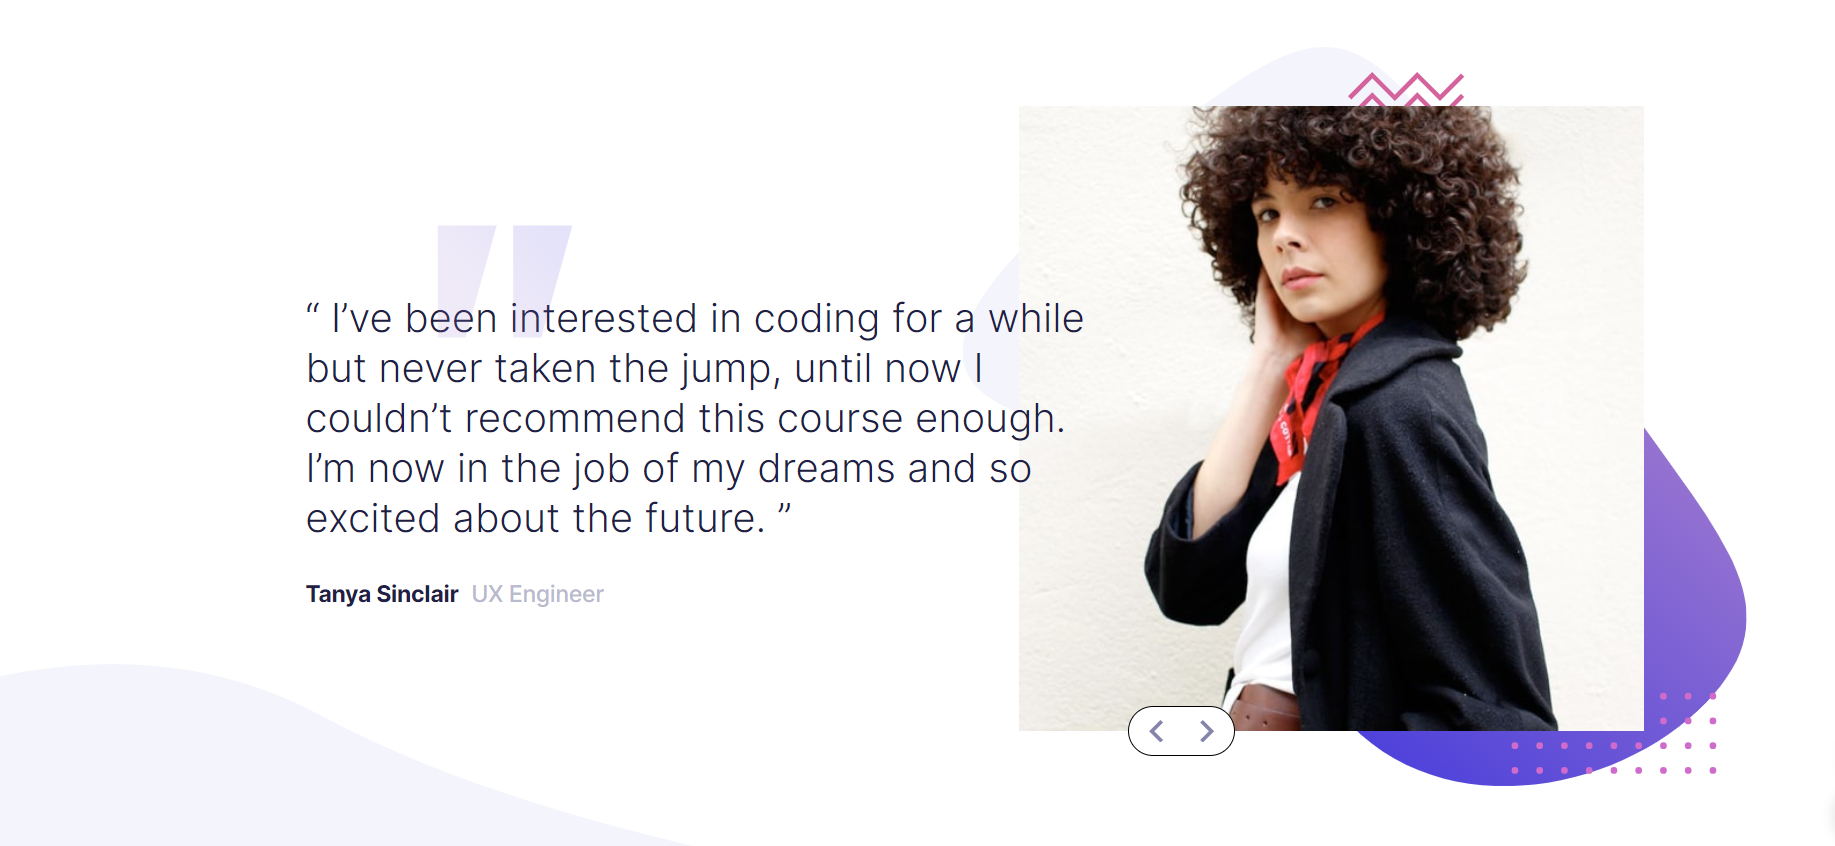 “ I’ve been interested in coding for a while
but never taken the jump, until now I
couldn’t recommend this course enough.
I’m now in the job of my dreams and so
excited about the future. ”
Tanya Sinclair UX Engineer